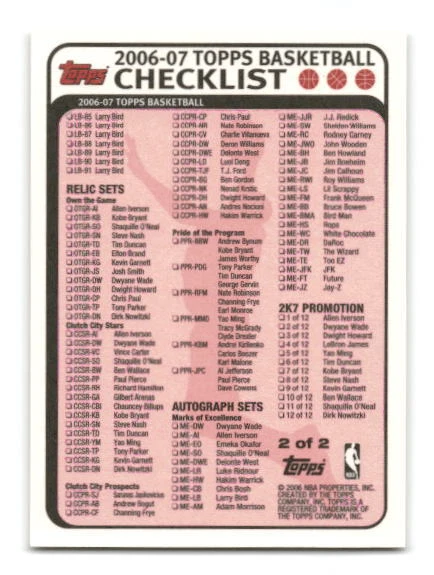 2006-07 TOPPS BASKETBALL
Topps CHECKLIST
2006-07 TOPPS BASKETBALL
LB-85 Larry Bird
LB-86 Larry Bird
LB-87 Larry Bird
LB-88 Larry Bird
LB-89 Larry Bird
LB-90 Larry Bird
LB-91 Larry Bird
RELIC SETS
Own the Game
OTGR-AI Allen Iverson
OTGR-KB Kobe Bryant
OTGR-SO Shaquille O'Neal
OTGR-SN Steve Nash
OTGR-TD Tim Duncan
OTGR-EB Elton Brand
OTGR-KG Kevin Garnett
OTGR-JS Josh Smith
OTGR-DW Dwyane Wade
OTGR-DH Dwight Howard
OTGR-CP Chris Paul
OTGR-TP Tony Parker
OTGR-DN Dirk Nowitzki
Clutch City Stars
CCSR-AI Allen Iverson
CCSR-DW Dwyane Wade
CCSR-VC Vince Carter
CCSR-SO Shaquille O'Neal
CCSR-BW Ben Wallace
CCSR-PP Paul Pierce
CCSR-RH Richard Hamilton
CCSR-GA Gilbert Arenas
CCSR-CBI Chauncey Billups
CCSR-KB Kobe Bryant
CCSR-SN Steve Nash
CCSR-TD Tim Duncan
CCSR-YM Yao Ming
CCSR-TP Tony Parker
CCSR-KG Kevin Garnett
CCSR-DN Dirk Nowitzki
Clutch City Prospects
CCPR-SJ Sarunas Jasikevicius
CCPR-AB Andrew Bogut
CCPR-CF Channing Frye
CCPR-CP Chris Paul
CCPR-NR Nate Robinson
CCPR-CV Charlie Villanueva
CCPR-DW Deron Williams
CCPR-DWE Delonte West
CCPR-LD Luol Deng
CCPR-TJF T.J. Ford
CCPR-BG Ben Gordon
CCPR-NK Nenad Krstic
CCPR-DH Dwight Howard
CCPR-AN Andres Nocioni
CCPR-HW Hakim Warrick
Pride of the Program
PPR-BBW Andrew Bynum
Kobe Bryant
James Worthy
PPR-PDG Tony Parker
Tim Duncan
George Gervin
PPR-RFM Nate Robinson
Channing Frye
Earl Monroe
PPR-MMD Yao Ming
Tracy McGrady
Clyde Drexler
PPR-KBM Andrei Kirilenko
Carlos Boozer
Karl Malone
PPR-JPC Al Jefferson
Paul Pierce
Dave Cowens
AUTOGRAPH SETS
Marks of Excellence
ME-DW Dwyane Wade
ME-AI Allen Iverson
ME-EO Emeka Okafor
ME-SO Shaquille O'Neal
ME-DWE Delonte West
ME-LR Luke Ridnour
ME-HW Hakim Warrick
ME-CB Chris Bosh
ME-LB Larry Bird
ME-AM Adam Morrison
ME-JJR J.J. Redick
ME-SW Shelden Williams
ME-RC Rodney Carney
ME-JWO John Wooden
ME-BH Ben Howland
ME-JB Jim Boeheim
ME-JC Jim Calhoun
ME-RWI Roy Williams
ME-LS Lil Scrappy
ME-FM Frank McQueen
ME-BB Bruce Bowen
ME-BMA Bird Man
ME-HS Hops
ME-WC White Chocolate
ME-DR DaRoc
ME-TW The Wizard
ME-TE Too EZ
ME-JFK JFK
ME-FT Future
ME-JZ Jay-Z
2K7 PROMOTION
1 of 12 Allen Iverson
2 of 12 Dwyane Wade
3 of 12 Dwight Howard
4 of 12 LeBron James
5 of 12 Yao Ming
6 of 12 Tim Duncan
7 of 12 Kobe Bryant
8 of 12 Steve Nash
9 of 12 Kevin Garnett
10 of 12 Ben Wallace
11 of 12 Shaquille O'Neal
12 of 12 Dirk Nowitzki
2 of 2
Topps
© 2006 NBA PROPERTIES, INC.
CREATED BY THE TOPPS
COMPANY, INC. TOPPS IS A
REGISTERED TRADEMARK OF
THE TOPPS COMPANY, INC.